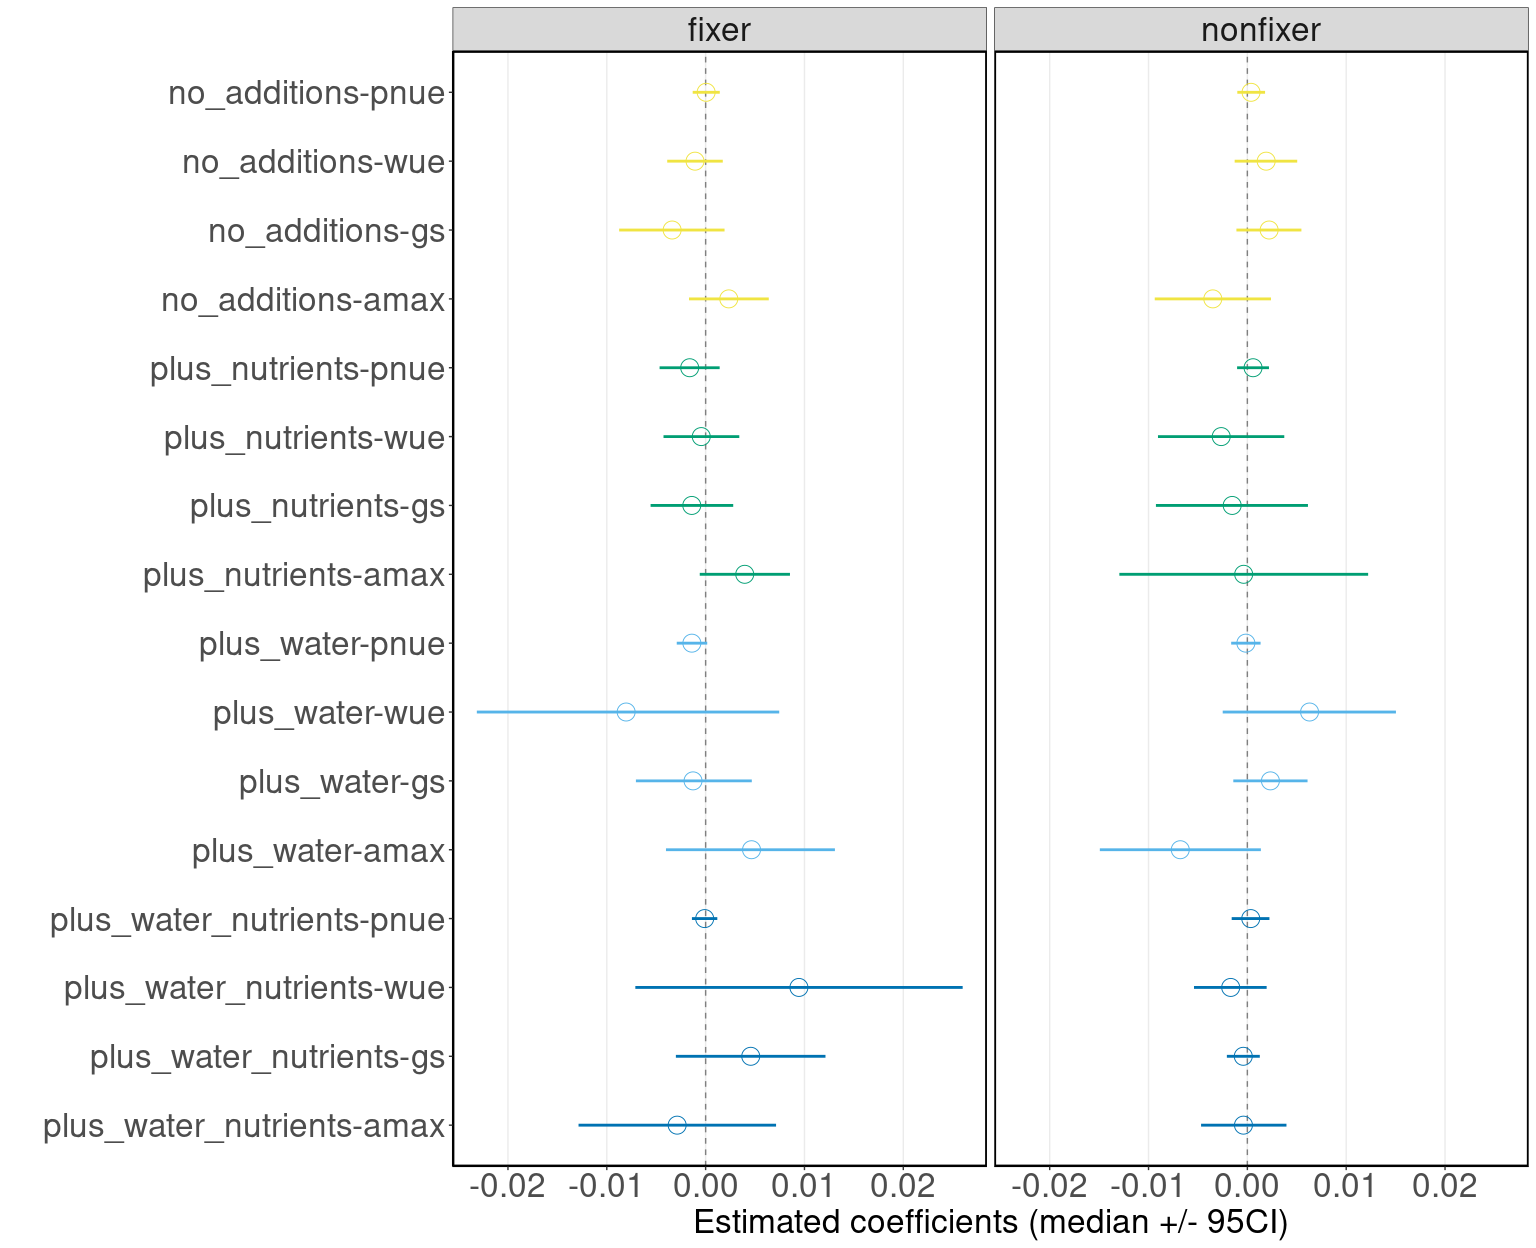 fixer
nonfixer
no_additions-pnue
no_additions-wue
no_additions-gs
no_additions-amax
plus_nutrients-pnue
plus_nutrients-wue
plus_nutrients-gs
plus_nutrients-amax
plus_water-pnue
plus_water-wue
plus_water-gs
plus_water-amax
plus_water_nutrients-pnue
plus_water_nutrients-wue
plus_water_nutrients-gs
plus_water_nutrients-amax
-0.02 -0.01 0.00 0.01 0.02
-0.02 -0.01 0.00 0.01 0.02
Estimated coefficients (median +/- 95CI)